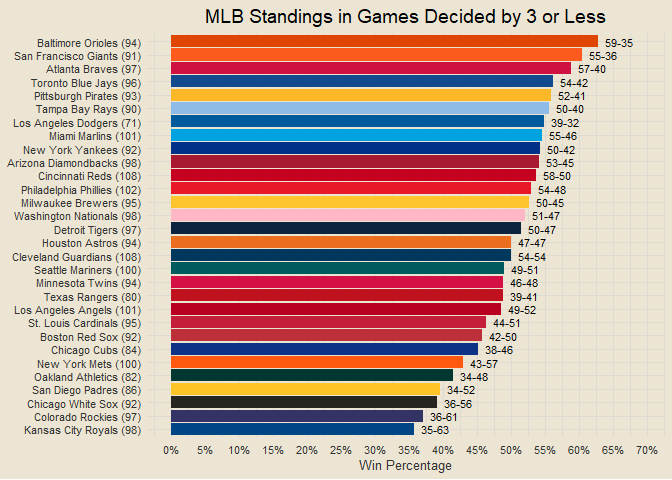 MLB Standings in Games Decided by 3 or Less
Baltimore Orioles (94) 59-35
San Francisco Giants (91) 55-36
Atlanta Braves (97) 57-40
Toronto Blue Jays (96) 54-42
Pittsburgh Pirates (93) 52-41
Tampa Bay Rays (90) 50-40
Los Angeles Dodgers (71) 39-32
Miami Marlins (101) 55-46
New York Yankees (92) 50-42
Arizona Diamondbacks (98) 53-45
Cincinnati Reds (108) 58-50
Philadelphia Phillies (102) 54-48
Milwaukee Brewers (95) 50-45
Washington Nationals (98) 51-47
Detroit Tigers (97) 50-47
Houston Astros (94) 47-47
Cleveland Guardians (108) 54-54
Seattle Mariners (100) 49-51
Minnesota Twins (94) 46-48
Texas Rangers (80) 39-41
Los Angeles Angels (101) 49-52
St. Louis Cardinals (95) 44-51
Boston Red Sox (92) 42-50
Chicago Cubs (84) 38-46
New York Mets (100) 43-57
Oakland Athletics (82) 34-48
San Diego Padres (86) 34-52
Chicago White Sox (92) 36-56
Colorado Rockies (97) 36-61
Kansas City Royals (98) 35-63
0% 5% 10% 15% 20% 25% 30% 35% 40% 45% 50% 55% 60% 65% 70%
Win Percentage